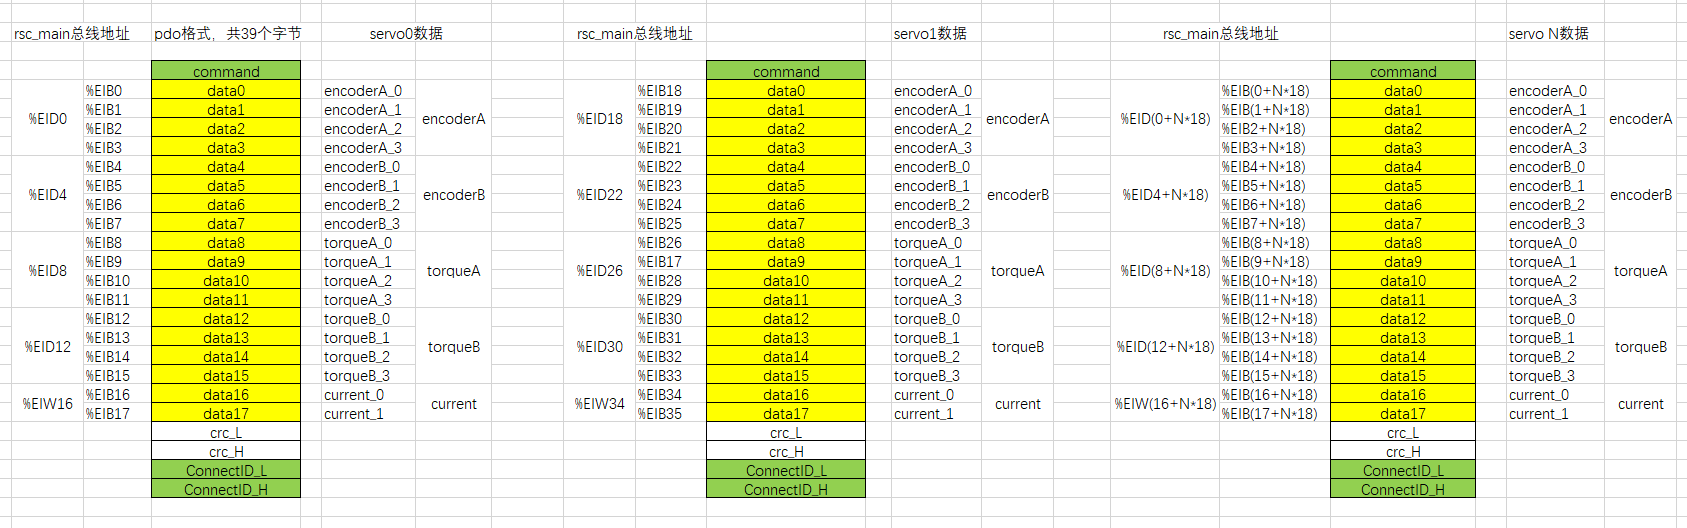 rsc_main总线地址 pdo格式，共39个字节 servo0数据 rsc_main总线地址 servo1数据 rsc_main总线地址 servo N数据
command command command
%EIB0 data0 encoderA_0 %EIB18 data0 encoderA_0 %EIB(0+N*18) data0 encoderA_0
%EIB1 data1 encoderA_1 %EIB19 data1 encoderA_1 %EIB(1+N*18) data1 encoderA_1
%EID0 encoderA %EID18 encoderA %EID(0+N*18) encoderA
%EIB2 data2 encoderA_2 %EIB20 data2 encoderA_2 %EIB2+N*18) data2 encoderA_2
%EIB3 data3 encoderA_3 %EIB21 data3 encoderA_3 %EIB3+N*18) data3 encoderA_3
%EIB4 data4 encoderB_0 %EIB22 data4 encoderB_0 %EIB4+N*18) data4 encoderB_0
%EIB5 data5 encoderB_1 %EIB23 data5 encoderB_1 %EIB5+N*18) data5 encoderB_1
%EID4 encoderB %EID22 encoderB %EID4+N*18) encoderB
%EIB6 data6 encoderB_2 %EIB24 data6 encoderB_2 %EIB6+N*18) data6 encoderB_2
%EIB7 data7 encoderB_3 %EIB25 data7 encoderB_3 %EIB7+N*18) data7 encoderB_3
%EIB8 data8 torqueA_0 %EIB26 data8 torqueA_0 %EIB(8+N*18) data8 torqueA_0
%EIB9 data9 torqueA_1 %EIB17 data9 torqueA_1 %EIB(9+N*18) data9 torqueA_1
%EID8 torqueA %EID26 torqueA %EID(8+N*18) torqueA
%EIB10 data10 torqueA_2 %EIB28 data10 torqueA_2 %EIB(10+N*18) data10 torqueA_2
%EIB11 data11 torqueA_3 %EIB29 data11 torqueA_3 %EIB(11+N*18) data11 torqueA_3
%EIB12 data12 torqueB_0 %EIB30 data12 torqueB_0 %EIB(12+N*18) data12 torqueB_0
%EIB13 data13 torqueB_1 %EIB31 data13 torqueB_1 %EIB(13+N*18) data13 torqueB_1
%EID12 torqueB %EID30 torqueB %EID(12+N*18) torqueB
%EIB14 data14 torqueB_2 %EIB32 data14 torqueB_2 %EIB(14+N*18) data14 torqueB_2
%EIB15 data15 torqueB_3 %EIB33 data15 torqueB_3 %EIB(15+N*18) data15 torqueB_3
%EIB16 data16 current_0 %EIB34 data16 current_0 %EIB(16+N*18) data16 current_0
%EIW16 current %EIW34 current %EIW(16+N*18) current
%EIB17 data17 current_1 %EIB35 data17 current_1 %EIB(17+N*18) data17 current_1
crc_L crc_L crc_L
crc_H crc_H crc_H
ConnectID_L ConnectID_L ConnectID_L
ConnectID_H ConnectID_H ConnectID_H